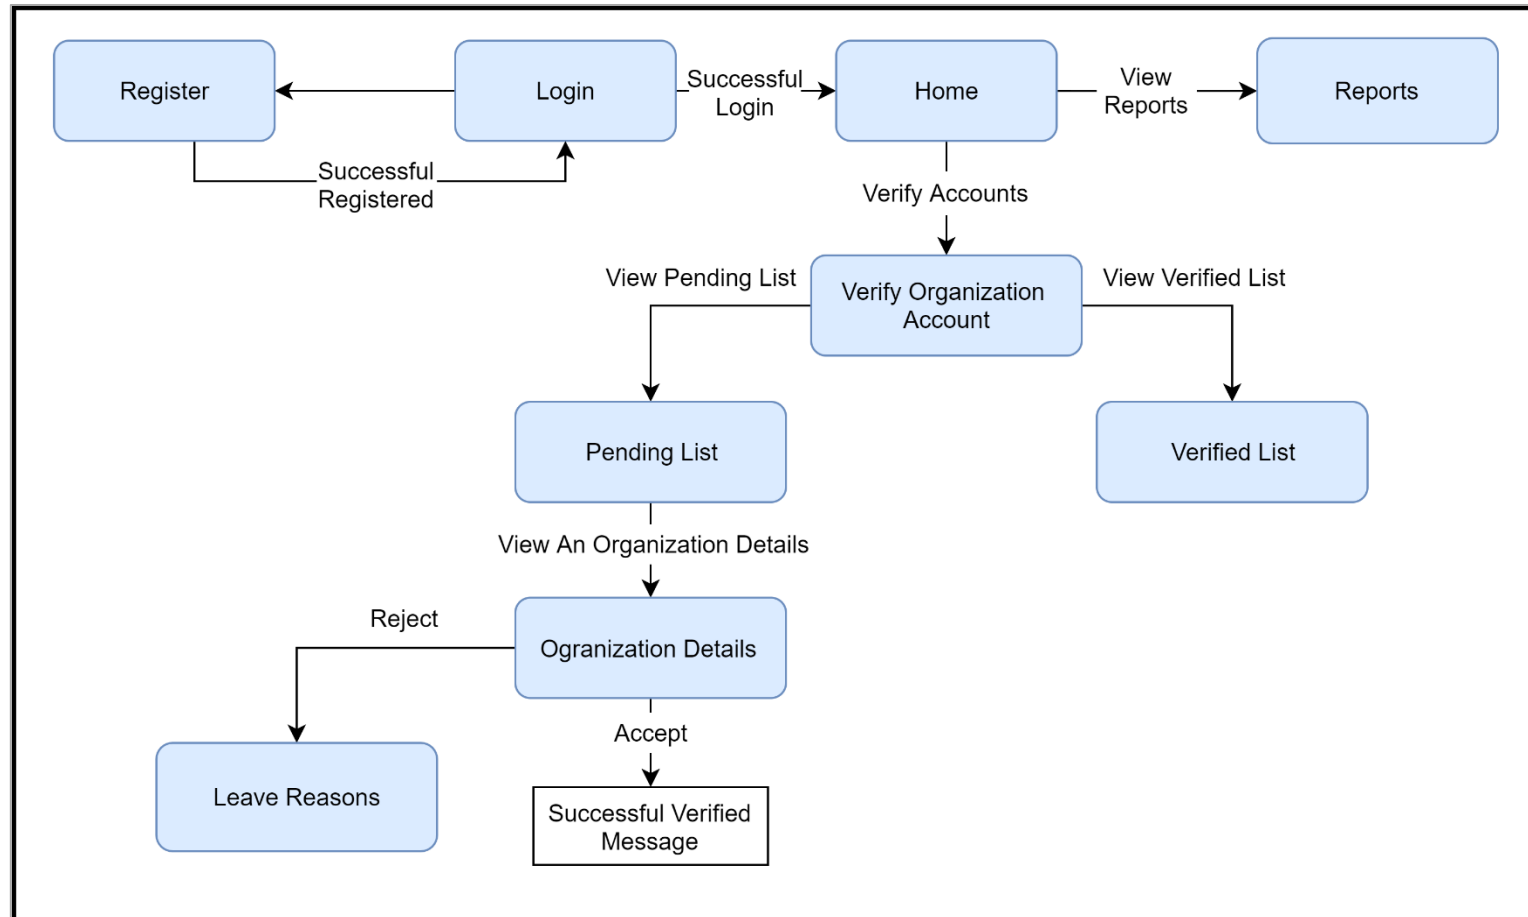 Register
Login
Successful
Login
Home
View
Reports
Reports
Successful
Registered
Verify Accounts
View Pending List
Verify Organization
Account
View Verified List
Pending List
Verified List
View An Organization Details
Reject
Ogranization Details
Accept
Leave Reasons
Successful Verified
Message